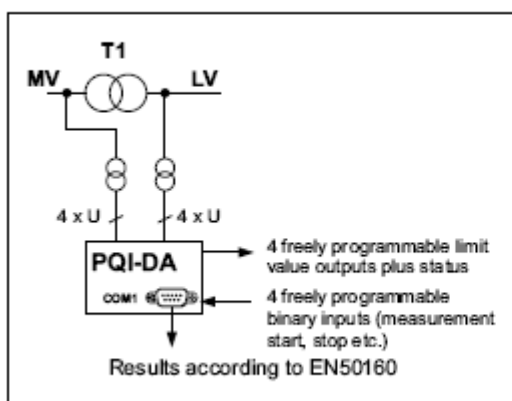 T1
MV LV
4 x U 4 x U
PQI-DA
COM1
4 freely programmable limit
value outputs plus status
4 freely programmable
binary inputs (measurement
start, stop etc.)
Results according to EN50160